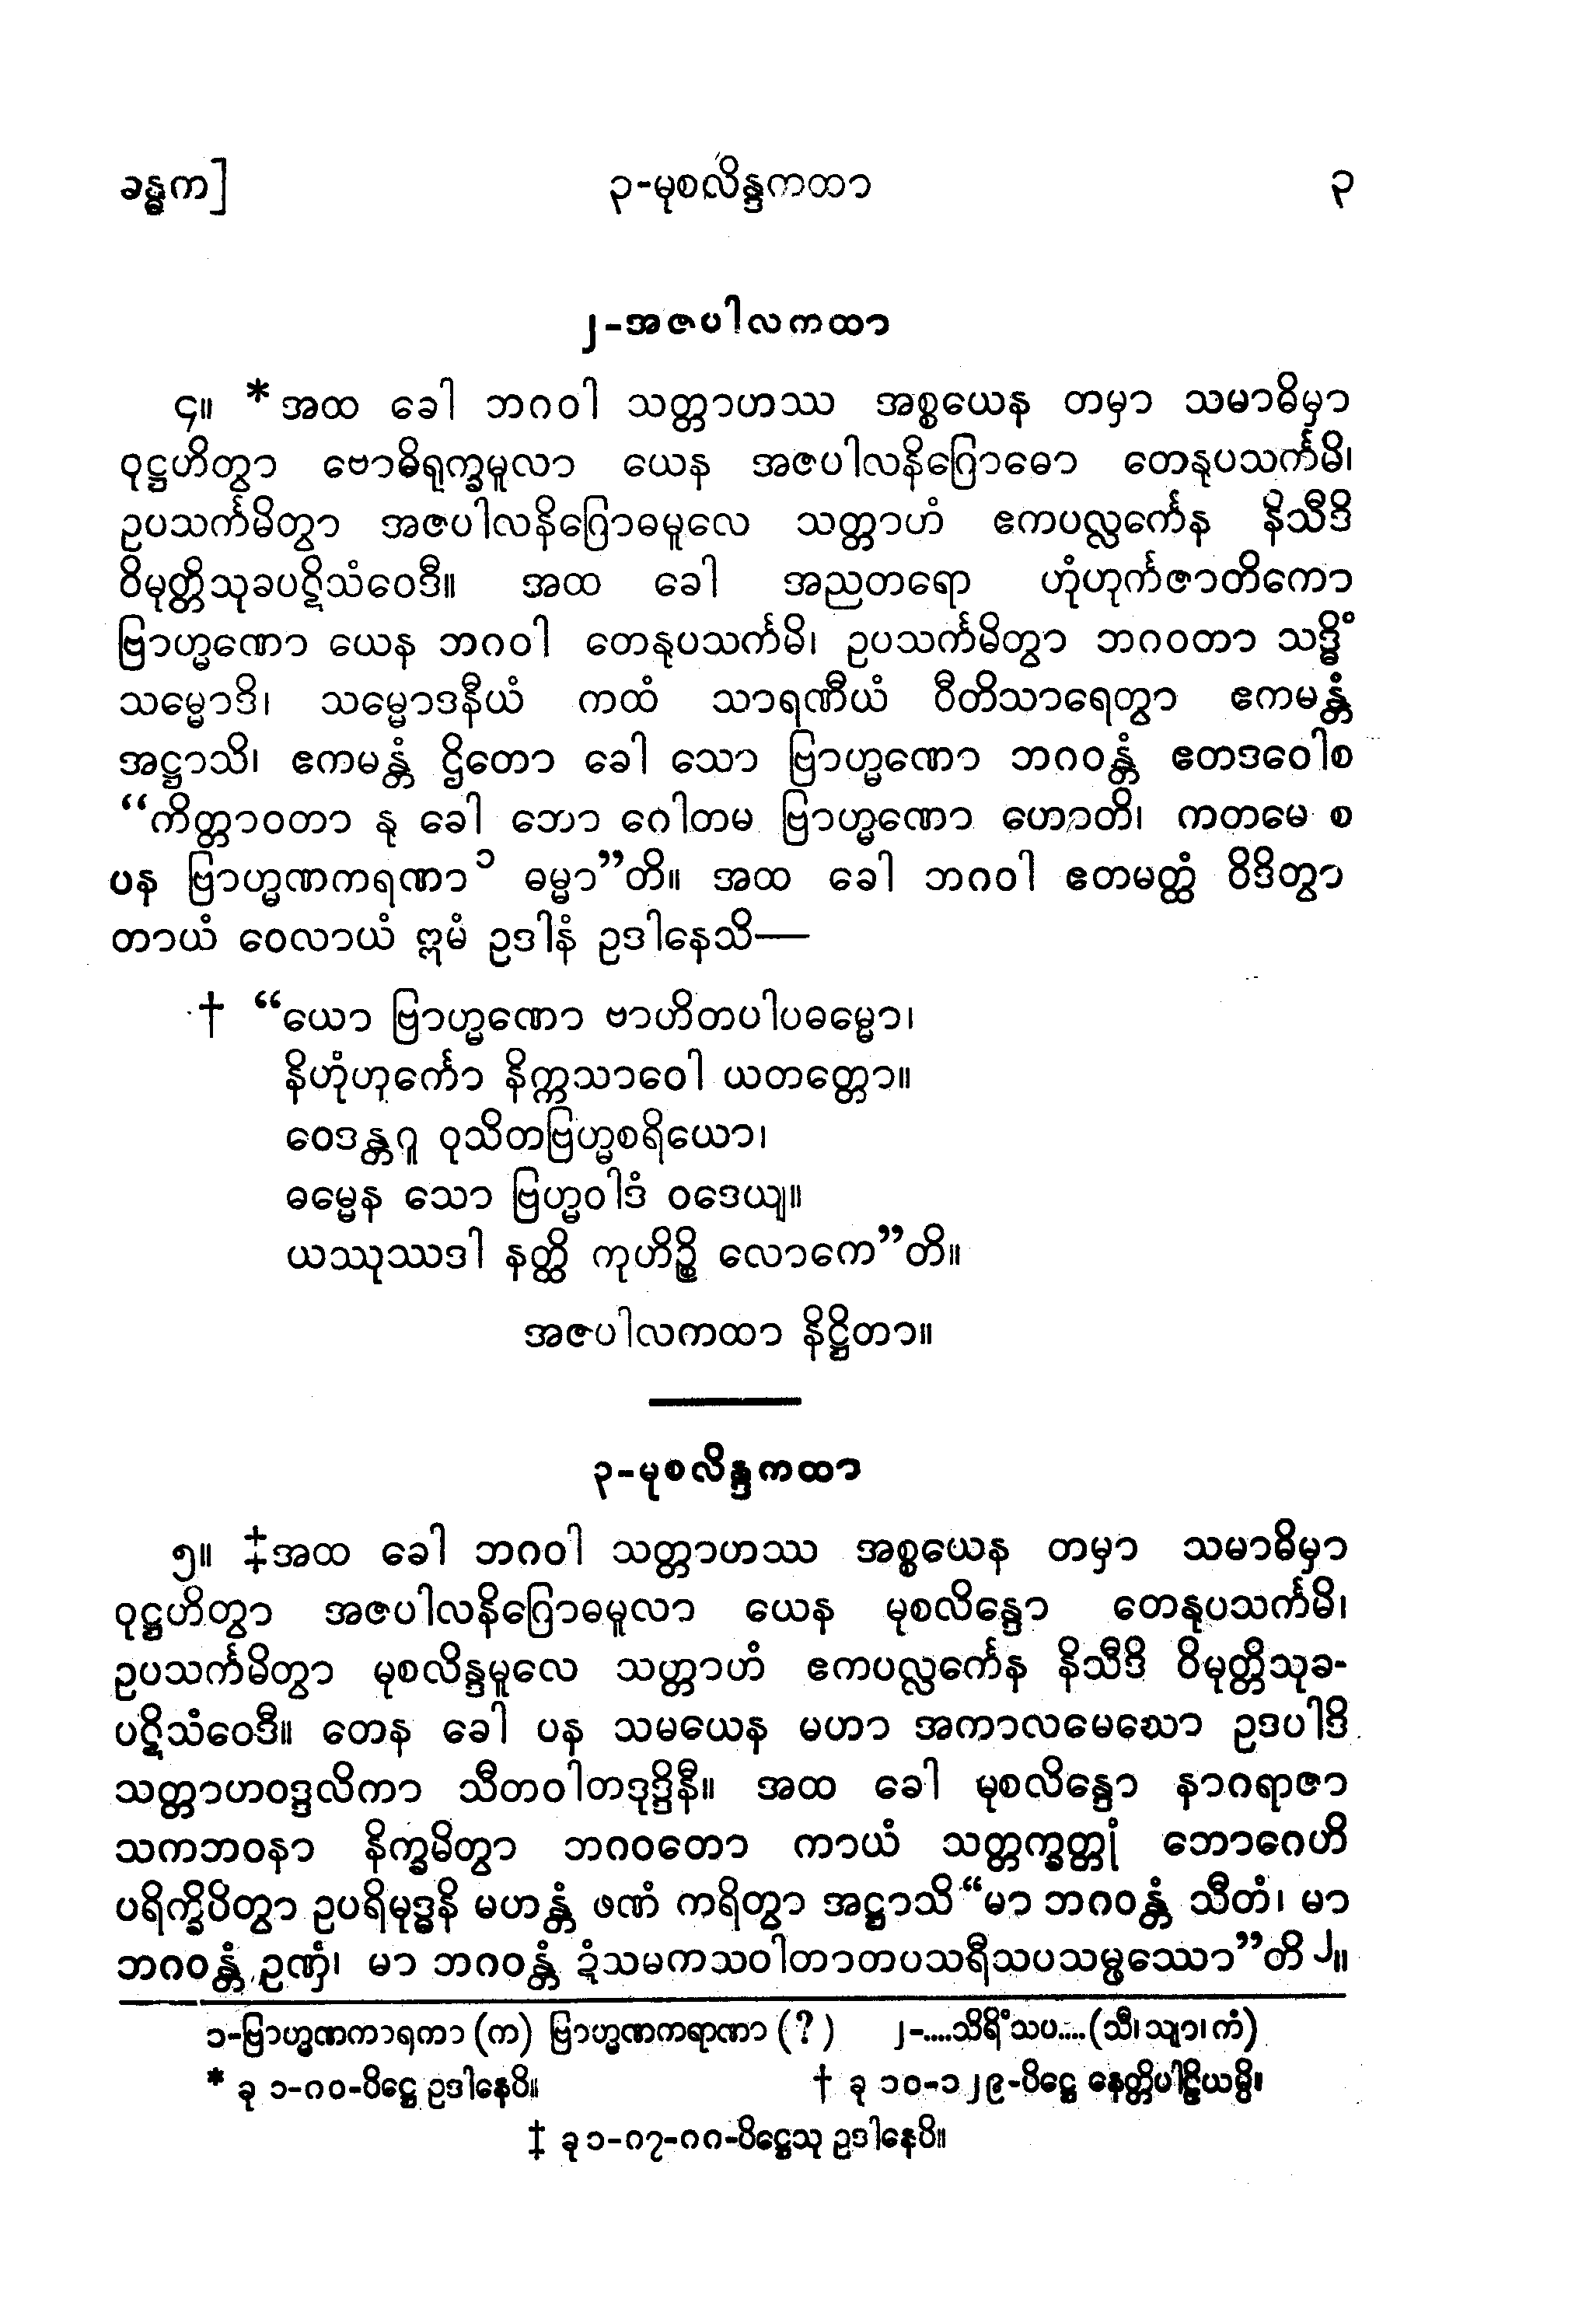 ခန္ဓက] ၃-မုစလိန္ဒကထာ ၃
၂-အဇပါလကထာ
၄။ *အထ ခေါ ဘဂဝါ သတ္တာဟဿ အစ္စယေန တမှာ သမာဓိမှာ
ဝုဋ္ဌဟိတွာ ဗောဓိရုက္ခမူလာ ယေန အဇပါလနိဂြောဓော တေနုပသင်္ကမိ၊
ဥပသင်္ကမိတွာ အဇပါလနိဂြောဓမူလေ သတ္တာဟံ ဧကပလ္လင်္ကေန နိသီဒိ
ဝိမုတ္တိသုခပဋိသံဝေဒီ။ အထ ခေါ အညတရော ဟုံဟုင်္ကဇာတိကော
ဗြာဟ္မဏော ယေန ဘဂဝါ တေနုပသင်္ကမိ၊ ဥပသင်္ကမိတွာ ဘဂဝတာ သဒ္ဓိံ
သမ္မောဒိ၊ သမ္မောဒနီယံ ကထံ သာရဏီယံ ဝီတိသာရေတွာ ဧကမန္တံ
အဋ္ဌာသိ၊ ဧကမန္တံ ဌိတော ခေါ သော ဗြာဟ္မဏော ဘဂဝန္တံ ဧတဒဝေါစ
“ကိတ္တာဝတာ နု ခေါ ဘော ဂေါတမ ဗြာဟ္မဏော ဟောတိ၊ ကတမေ စ
ပန ဗြာဟ္မဏကရဏာ ၁ ဓမ္မာ”တိ။ အထ ခေါ ဘဂဝါ ဧတမတ္ထံ ဝိဒိတွာ
တာယံ ဝေလာယံ ဣမံ ဥဒါနံ ဥဒါနေသိ—
† “ယော ဗြာဟ္မဏော ဗာဟိတပါပဓမ္မော၊
နိဟုံဟုင်္ကော နိက္ကသာဝေါ ယတတ္တော။
ဝေဒန္တဂူ ဝုသိတဗြဟ္မစရိယော၊
ဓမ္မေန သော ဗြဟ္မဝါဒံ ဝဒေယျ။
ယဿုဿဒါ နတ္ထိ ကုဟိဉ္စိ လောကေ”တိ။
အဇပါလကထာ နိဋ္ဌိတာ။
၃-မုစလိန္ဒကထာ
၅။ ‡အထ ခေါ ဘဂဝါ သတ္တာဟဿ အစ္စယေန တမှာ သမာဓိမှာ
ဝုဋ္ဌဟိတွာ အဇပါလနိဂြောဓမူလာ ယေန မုစလိန္ဒော တေနုပသင်္ကမိ၊
ဥပသင်္ကမိတွာ မုစလိန္ဒမူလေ သတ္တာဟံ ဧကပလ္လင်္ကေန နိသီဒိ ဝိမုတ္တိသုခ-
ပဋိသံဝေဒီ။ တေန ခေါ ပန သမယေန မဟာ အကာလမေဃော ဥဒပါဒိ
သတ္တာဟဝဒ္ဒလိကာ သီတဝါတဒုဒ္ဒိနီ။ အထ ခေါ မုစလိန္ဒော နာဂရာဇာ
သကဘဝနာ နိက္ခမိတွာ ဘဂဝတော ကာယံ သတ္တက္ခတ္တုံ ဘောဂေဟိ
ပရိက္ခိပိတွာ ဥပရိမုဒ္ဓနိ မဟန္တံ ဖဏံ ကရိတွာ အဋ္ဌာသိ “မာ ဘဂဝန္တံ သီတံ၊ မာ
ဘဂဝန္တံ ဥဏှံ၊ မာ ဘဂဝန္တံ ဍံသမကသဝါတာတပသရီသပသမ္ဖဿော”တိ ၂။
၁-ဗြာဟ္မဏကာရကာ (က) ဗြာဟ္မဏကရာဏာ (?) ၂-....သိရိံသပ....(သီ၊ သျာ၊ ကံ)
* ခု ၁-၈၀-ပိဋ္ဌေ ဥဒါနေပိ။ † ခု ၁၀-၁၂၉-ပိဋ္ဌေ နေတ္တိပါဠိယမ္ပိ။
‡ ခု ၁-၈၇-၈၈-ပိဋ္ဌေသု ဥဒါနေပိ။